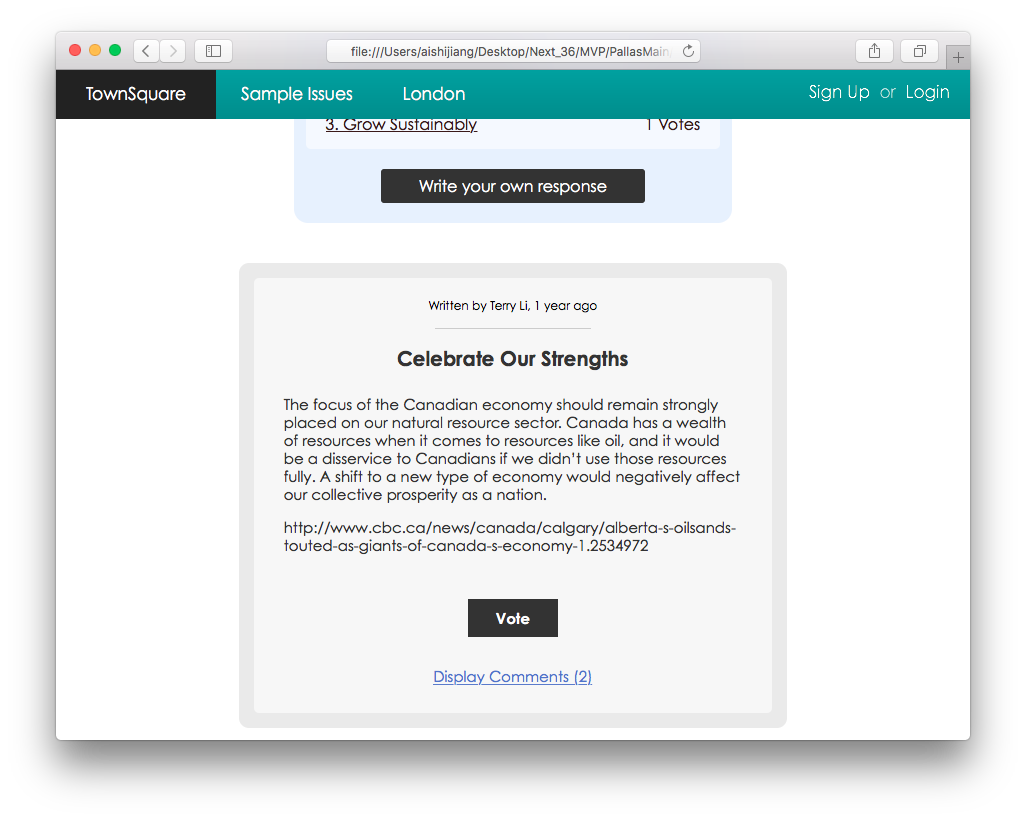 file:///Users/aishijiang/Desktop/Next_36/MVP/PallasMain
TownSquare Sample Issues London Sign Up or Login
3. Grow Sustainably 1 Votes
Write your own response
Written by Terry Li, 1 year ago
Celebrate Our Strengths
The focus of the Canadian economy should remain strongly
placed on our natural resource sector. Canada has a wealth
of resources when it comes to resources like oil, and it would
be a disservice to Canadians if we didn't use those resources
fully. A shift to a new type of economy would negatively affect
our collective prosperity as a nation.
http://www.cbc.ca/news/canada/calgary/alberta-s-oilsands-
touted-as-giants-of-canada-s-economy-1.2534972
Vote
Display Comments (2)